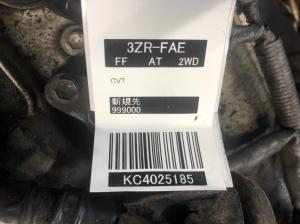 3ZR-FAE
FF AT 2WD
CVT
新規先
999000
KC4025185